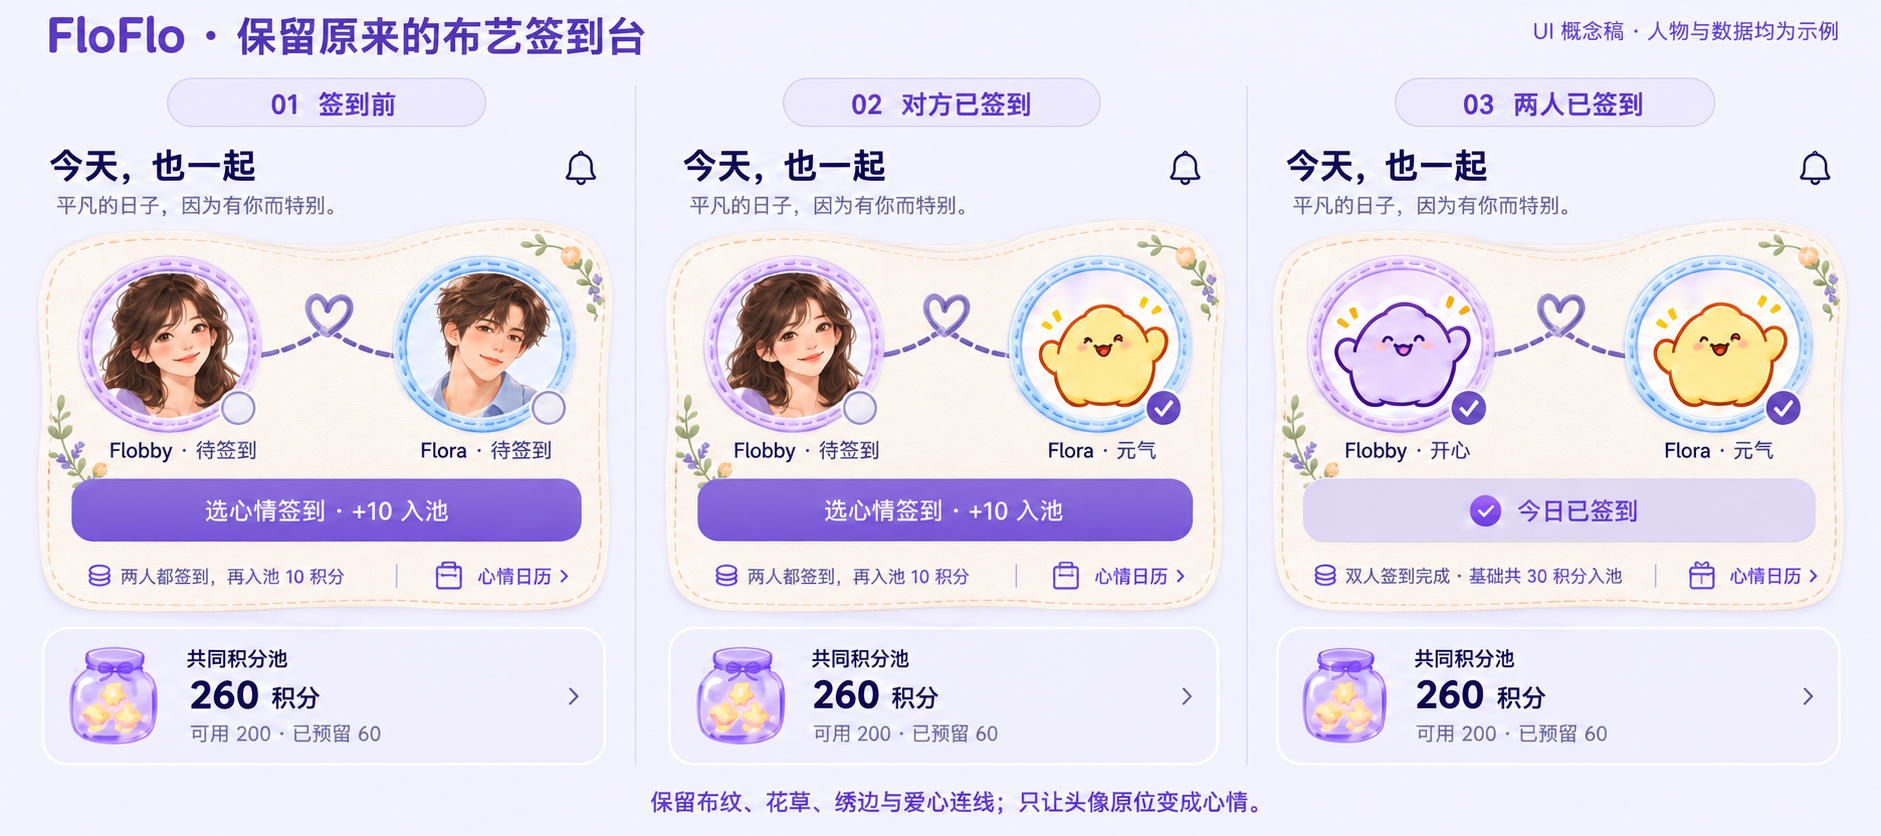 FloFlo · 保留原来的布艺签到台
UI 概念稿 · 人物与数据均为示例
01 签到前
今天，也一起
平凡的日子，因为有你而特别。
Flobby · 待签到
Flora · 待签到
选心情签到 · +10 入池
两人都签到，再入池 10 积分
心情日历
共同积分池
260 积分
可用 200 · 已预留 60
02 对方已签到
今天，也一起
平凡的日子，因为有你而特别。
Flobby · 待签到
Flora · 元气
选心情签到 · +10 入池
两人都签到，再入池 10 积分
心情日历
共同积分池
260 积分
可用 200 · 已预留 60
03 两人已签到
今天，也一起
平凡的日子，因为有你而特别。
Flobby · 开心
Flora · 元气
今日已签到
双人签到完成 · 基础共 30 积分入池
心情日历
共同积分池
260 积分
可用 200 · 已预留 60
保留布纹、花草、绣边与爱心连线；只让头像原位变成心情。